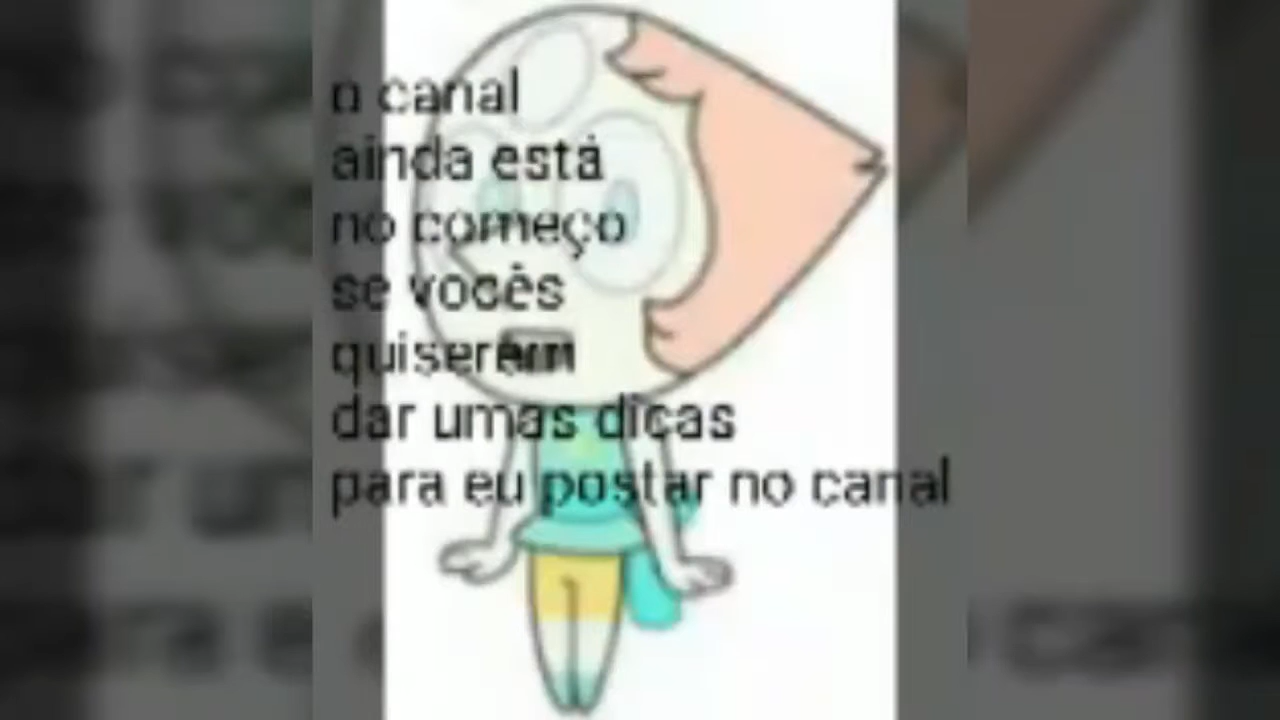 o canal
ainda está
no começo
se vocês
quiserem
dar umas dicas
para eu postar no canal